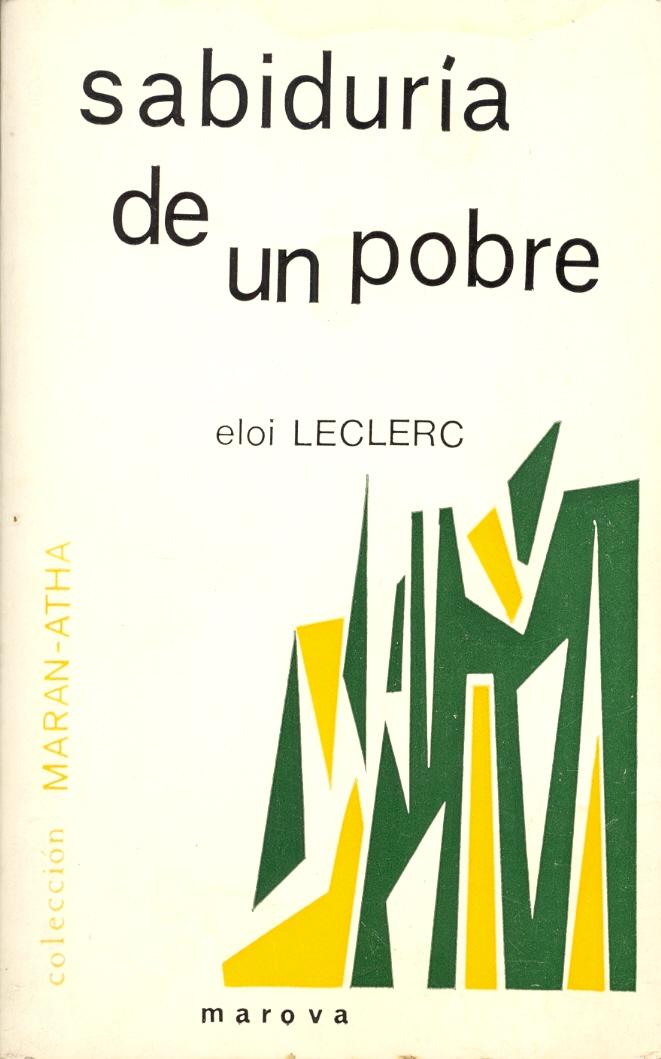 sabiduría
de un pobre
eloi LECLERC
colección MARAN-ATHA
marova